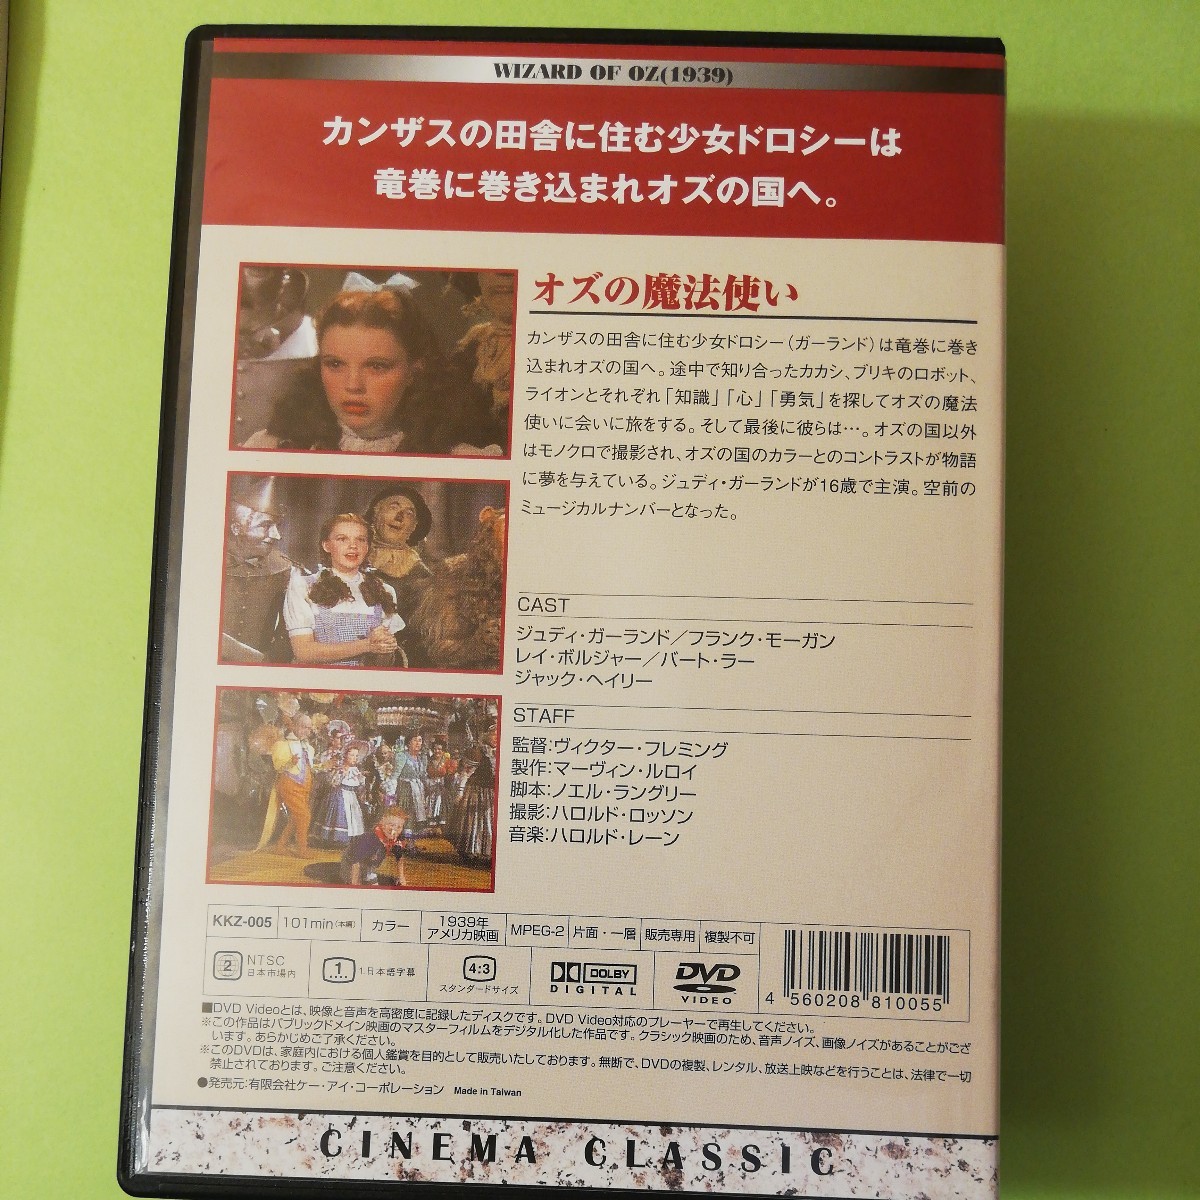 WIZARD OF OZ(1939)
カンザスの田舎に住む少女ドロシーは
竜巻に巻き込まれオズの国へ。
オズの魔法使い
カンザスの田舎に住む少女ドロシー(ガーランド)は竜巻に巻き
込まれオズの国へ。途中で知り合ったカカシ、ブリキのロボット、
ライオンとそれぞれ「知識」「心」「勇気」を探してオズの魔法
使いに会いに旅をする。そして最後に彼らは…。オズの国以外
はモノクロで撮影され、オズの国のカラーとのコントラストが物語
に夢を与えている。ジュディ・ガーランドが16歳で主演。空前の
ミュージカルナンバーとなった。
CAST
ジュディ・ガーランド/フランク・モーガン
レイ・ボルジャー/バート・ラー
ジャック・ヘイリー
STAFF
監督:ヴィクター・フレミング
製作:マーヴィン・ルロイ
脚本:ノエル・ラングリー
撮影:ハロルド・ロッソン
音楽:ハロルド・レーン
KKZ-005 101min(本編) カラー 1939年 アメリカ映画 MPEG-2 片面・一層 販売専用 複製不可
2 NTSC 日本市場内 1 1.日本語字幕 4:3 スタンダードサイズ DOLBY DIGITAL DVD VIDEO
4 560208 810055
■DVD Videoとは、映像と音声を高密度に記録したディスクです。DVD Video対応のプレーヤーで再生してください。
※この作品はパブリックドメイン映画のマスターフィルムをデジタル化した作品です。クラシック映画のため、音声ノイズ、画像ノイズがあることがござ
います。あらかじめご了承ください。
※このDVDは、家庭内における個人鑑賞を目的として販売いたしております。無断で、DVDの複製、レンタル、放送上映などを行うことは、法律で一切
禁止されております。ご注意ください。
●発売元:有限会社ケー・アイ・コーポレーション Made in Taiwan
CINEMA CLASSIC